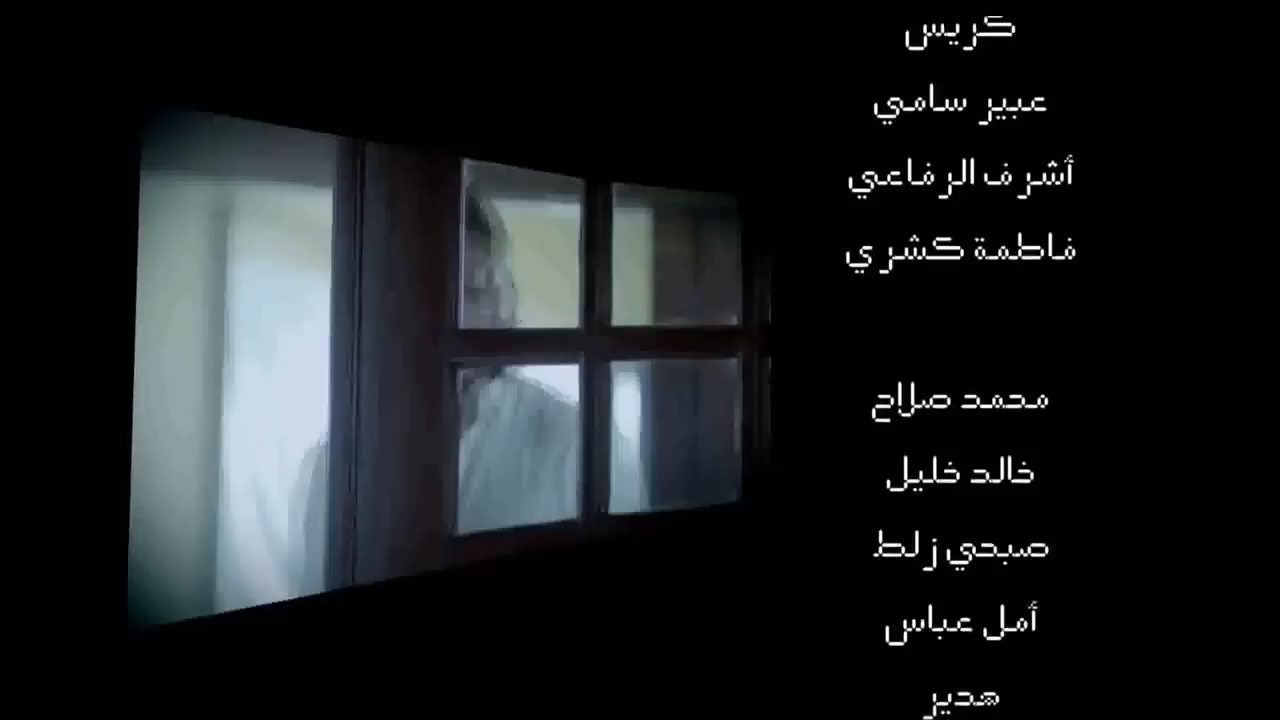 كريس
عبير سامي
أشرف الرفاعي
فاطمة كشري
محمد صلاح
خالد خليل
صبحي زلط
أمل عباس
هدير